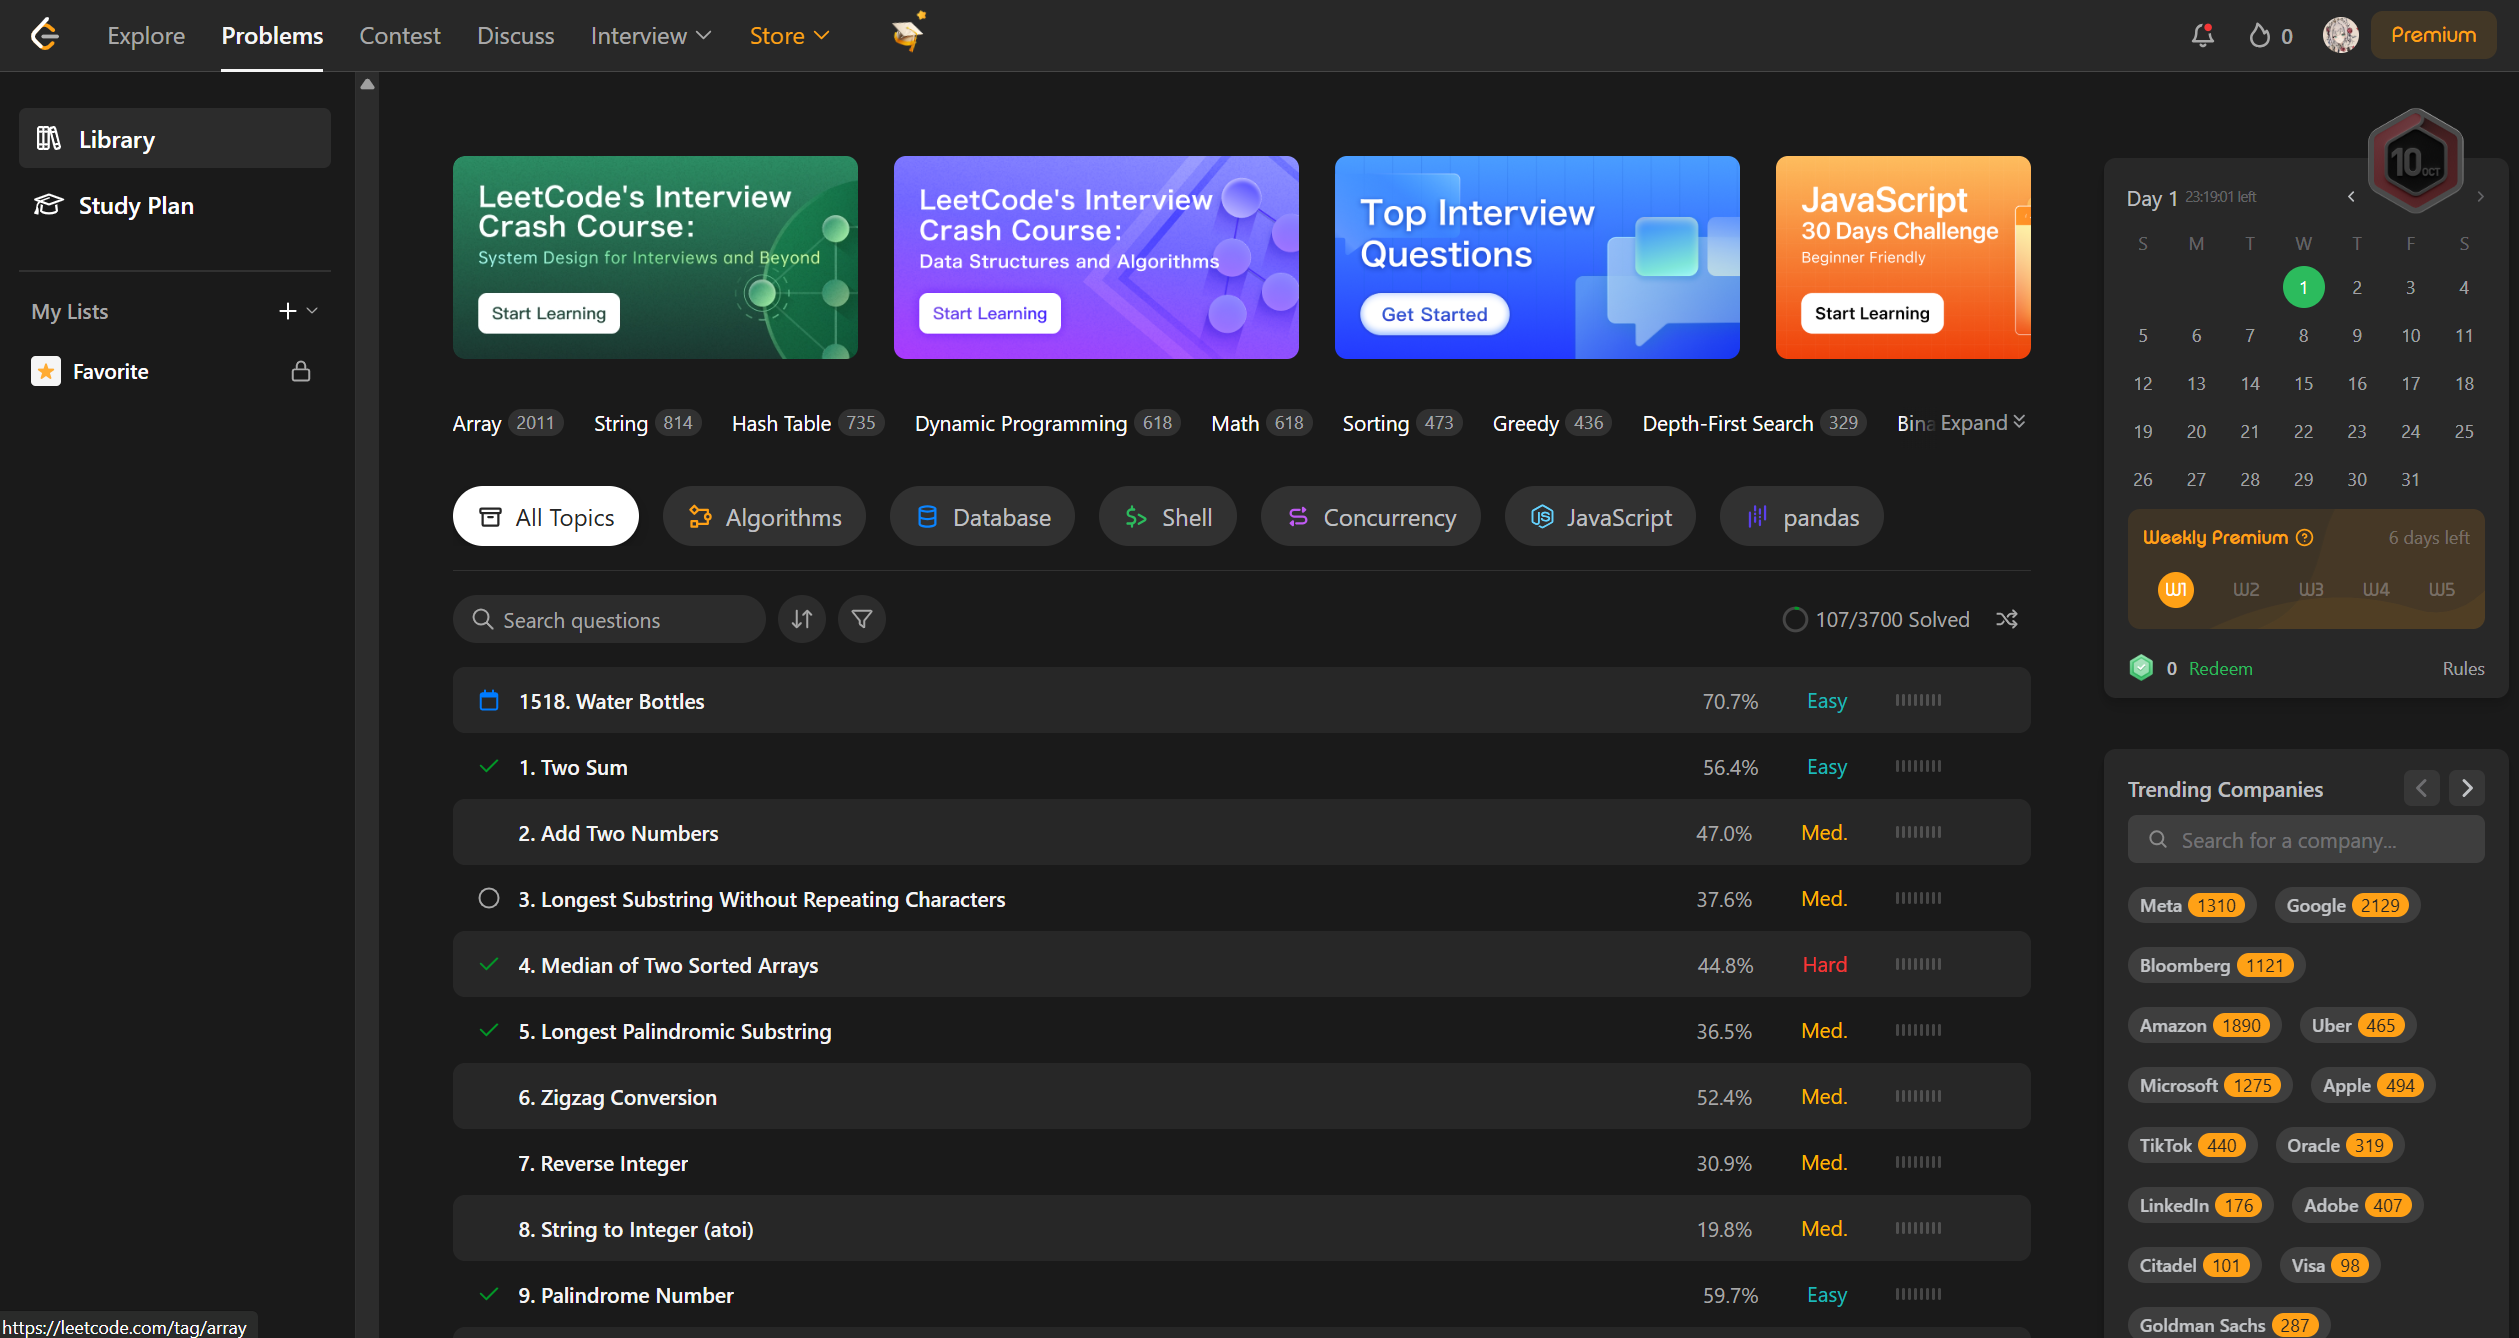 Explore Problems Contest Discuss Interview Store 0 Premium
Library
Study Plan
My Lists
Favorite
LeetCode's Interview
Crash Course:
System Design for Interviews and Beyond
Start Learning
LeetCode's Interview
Crash Course:
Data Structures and Algorithms
Start Learning
Top Interview
Questions
Get Started
JavaScript
30 Days Challenge
Beginner Friendly
Start Learning
Array 2011 String 814 Hash Table 735 Dynamic Programming 618 Math 618 Sorting 473 Greedy 436 Depth-First Search 329 Bina Expand
All Topics Algorithms Database Shell Concurrency JavaScript pandas
Search questions 107/3700 Solved
1518. Water Bottles 70.7% Easy
1. Two Sum 56.4% Easy
2. Add Two Numbers 47.0% Med.
3. Longest Substring Without Repeating Characters 37.6% Med.
4. Median of Two Sorted Arrays 44.8% Hard
5. Longest Palindromic Substring 36.5% Med.
6. Zigzag Conversion 52.4% Med.
7. Reverse Integer 30.9% Med.
8. String to Integer (atoi) 19.8% Med.
9. Palindrome Number 59.7% Easy
10 OCT
Day 1 23:19:01 left
S M T W T F S
1 2 3 4
5 6 7 8 9 10 11
12 13 14 15 16 17 18
19 20 21 22 23 24 25
26 27 28 29 30 31
Weekly Premium 6 days left
W1 W2 W3 W4 W5
0 Redeem Rules
Trending Companies
Search for a company...
Meta 1310 Google 2129
Bloomberg 1121
Amazon 1890 Uber 465
Microsoft 1275 Apple 494
TikTok 440 Oracle 319
LinkedIn 176 Adobe 407
Citadel 101 Visa 98
Goldman Sachs 287
https://leetcode.com/tag/array